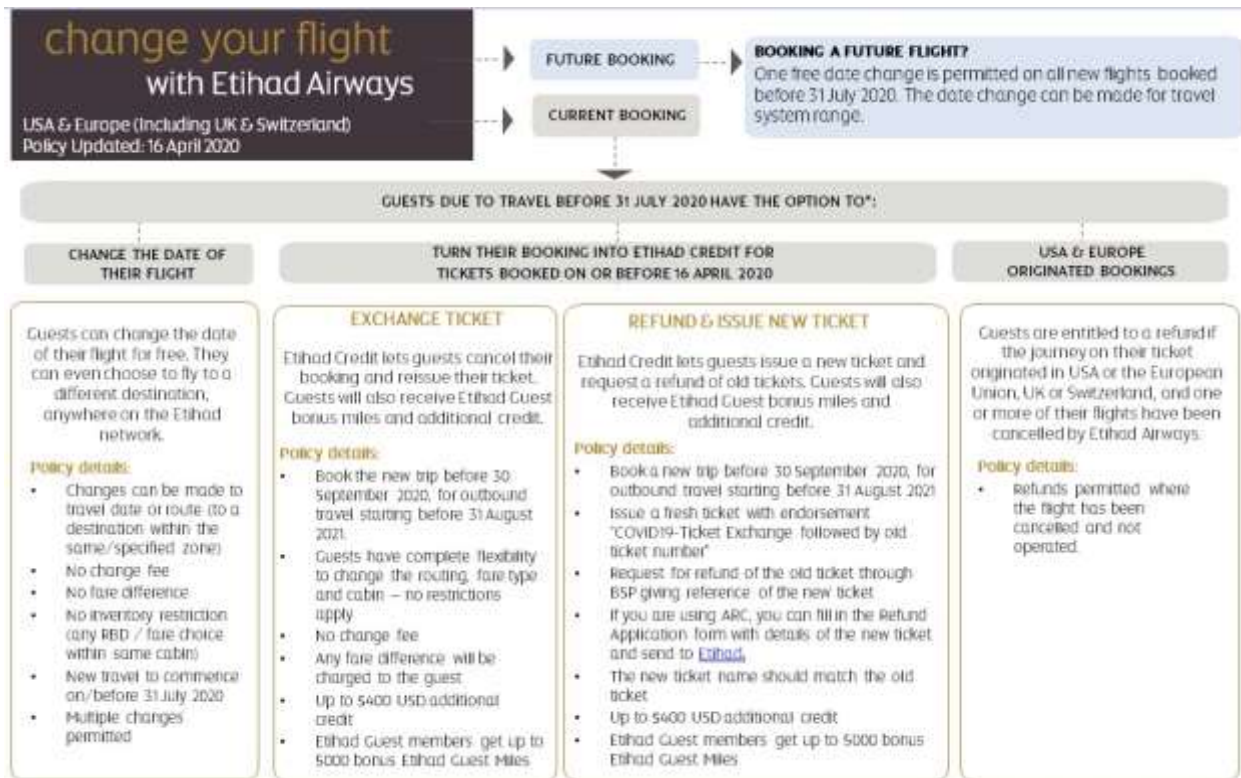 change your flight
with Etihad Airways
USA & Europe (Including UK & Switzerland)
Policy Updated: 16 April 2020
FUTURE BOOKING
CURRENT BOOKING
BOOKING A FUTURE FLIGHT?
One free date change is permitted on all new flights booked
before 31 July 2020. The date change can be made for travel
system range.
GUESTS DUE TO TRAVEL BEFORE 31 JULY 2020 HAVE THE OPTION TO*:
CHANGE THE DATE OF
THEIR FLIGHT
Guests can change the date
of their flight for free. They
can even choose to fly to a
different destination,
anywhere on the Etihad
network.
Policy details:
• Changes can be made to
travel date or route (to a
destination within the
same/specified zone)
• No change fee
• No fare difference
• No inventory restriction
(any RBD / fare choice
within same cabin)
• New travel to commence
on/before 31 July 2020
• Multiple changes
permitted
TURN THEIR BOOKING INTO ETIHAD CREDIT FOR
TICKETS BOOKED ON OR BEFORE 16 APRIL 2020
EXCHANGE TICKET
Etihad Credit lets guests cancel their
booking and reissue their ticket.
Guests will also receive Etihad Guest
bonus miles and additional credit.
Policy details:
• Book the new trip before 30
September 2020, for outbound
travel starting before 31 August
2021.
• Guests have complete flexibility
to change the routing, fare type
and cabin – no restrictions
apply
• No change fee
• Any fare difference will be
charged to the guest
• Up to $400 USD additional
credit
• Etihad Guest members get up to
5000 bonus Etihad Guest Miles
REFUND & ISSUE NEW TICKET
Etihad Credit lets guests issue a new ticket and
request a refund of old tickets. Guests will also
receive Etihad Guest bonus miles and
additional credit.
Policy details:
• Book a new trip before 30 September 2020, for
outbound travel starting before 31 August 2021
• Issue a fresh ticket with endorsement
"COVID19-Ticket Exchange followed by old
ticket number"
• Request for refund of the old ticket through
BSP giving reference of the new ticket
• If you are using ARC, you can fill in the Refund
Application form with details of the new ticket
and send to Etihad.
• The new ticket name should match the old
ticket
• Up to $400 USD additional credit
• Etihad Guest members get up to 5000 bonus
Etihad Guest Miles
USA & EUROPE
ORIGINATED BOOKINGS
Guests are entitled to a refund if
the journey on their ticket
originated in USA or the European
Union, UK or Switzerland, and one
or more of their flights have been
cancelled by Etihad Airways.
Policy details:
• Refunds permitted where
the flight has been
cancelled and not
operated.